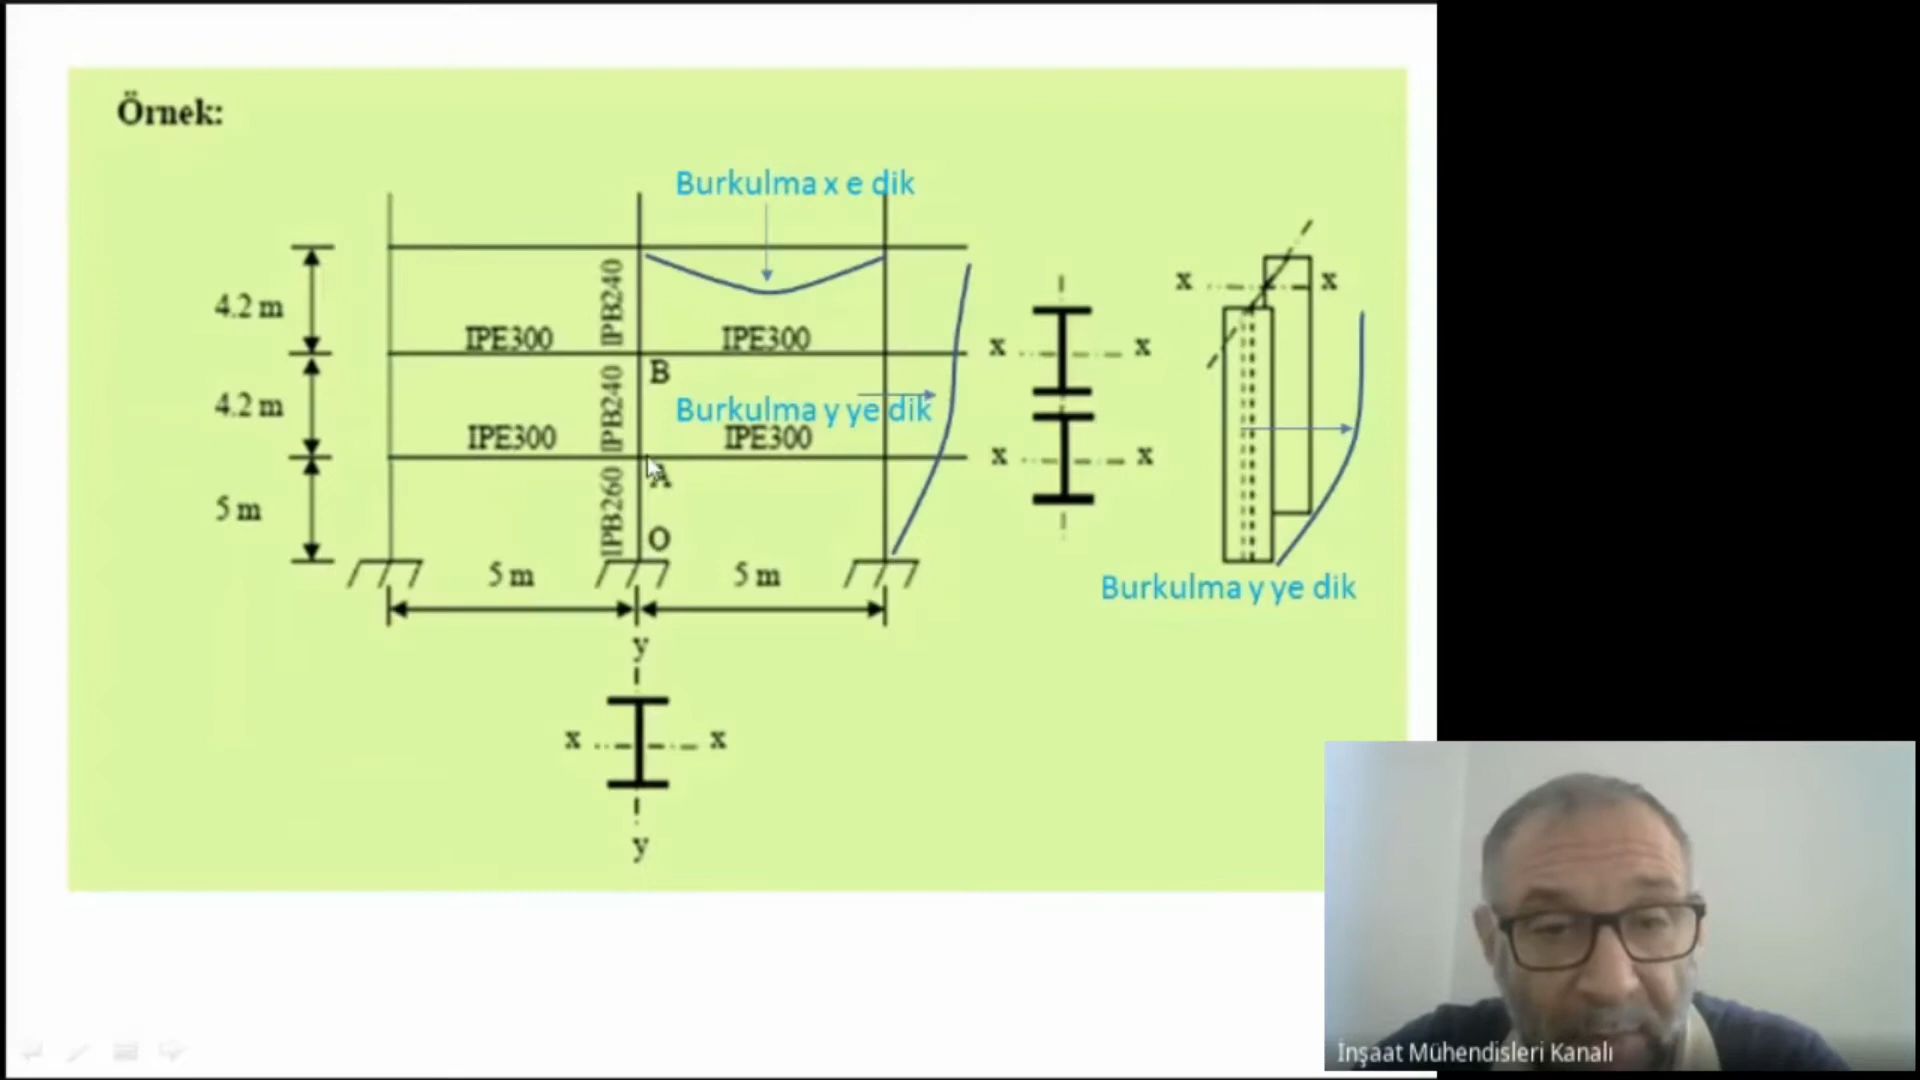 Örnek:
Burkulma x e dik
4.2 m
IPB240
IPE300
IPE300
x
x
x
x
B
4.2 m
IPB240
Burkulma y ye dik
IPE300
IPE300
x
x
A
5 m
IPB260
O
5 m
5 m
Burkulma y ye dik
y
x
x
y
İnşaat Mühendisleri Kanalı